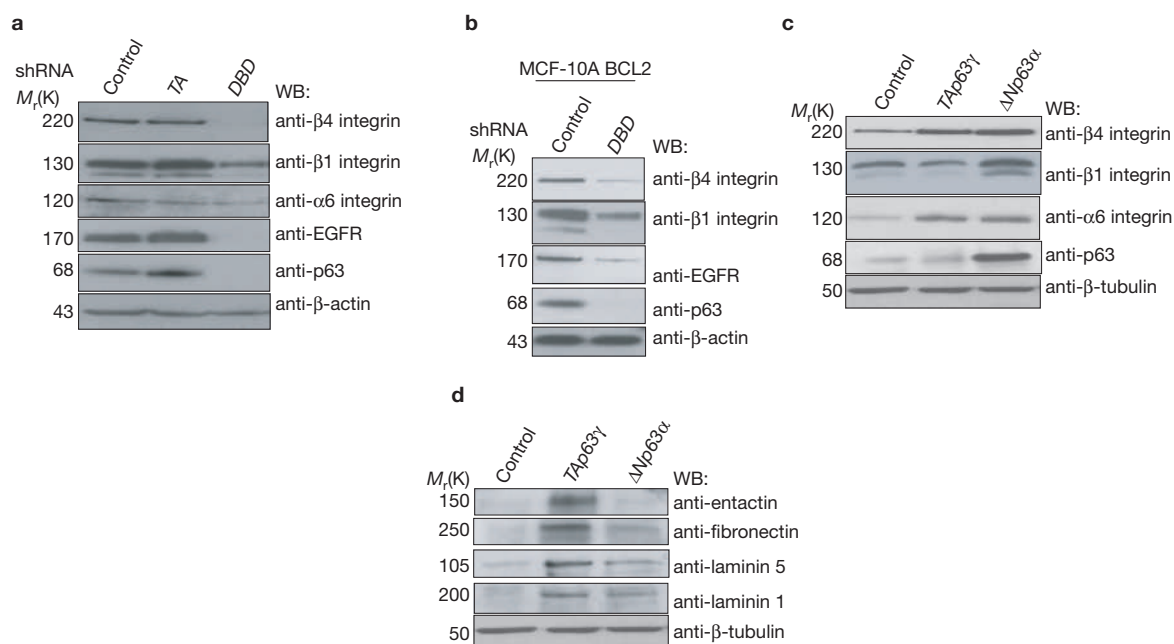 a
shRNA Control TA DBD
Mr(K) WB:
220 anti-β4 integrin
130 anti-β1 integrin
120 anti-α6 integrin
170 anti-EGFR
68 anti-p63
43 anti-β-actin
b
MCF-10A BCL2
shRNA Control DBD
Mr(K) WB:
220 anti-β4 integrin
130 anti-β1 integrin
170 anti-EGFR
68 anti-p63
43 anti-β-actin
c
Control TAp63γ ΔNp63α
Mr(K) WB:
220 anti-β4 integrin
130 anti-β1 integrin
120 anti-α6 integrin
68 anti-p63
50 anti-β-tubulin
d
Control TAp63γ ΔNp63α
Mr(K) WB:
150 anti-entactin
250 anti-fibronectin
105 anti-laminin 5
200 anti-laminin 1
50 anti-β-tubulin